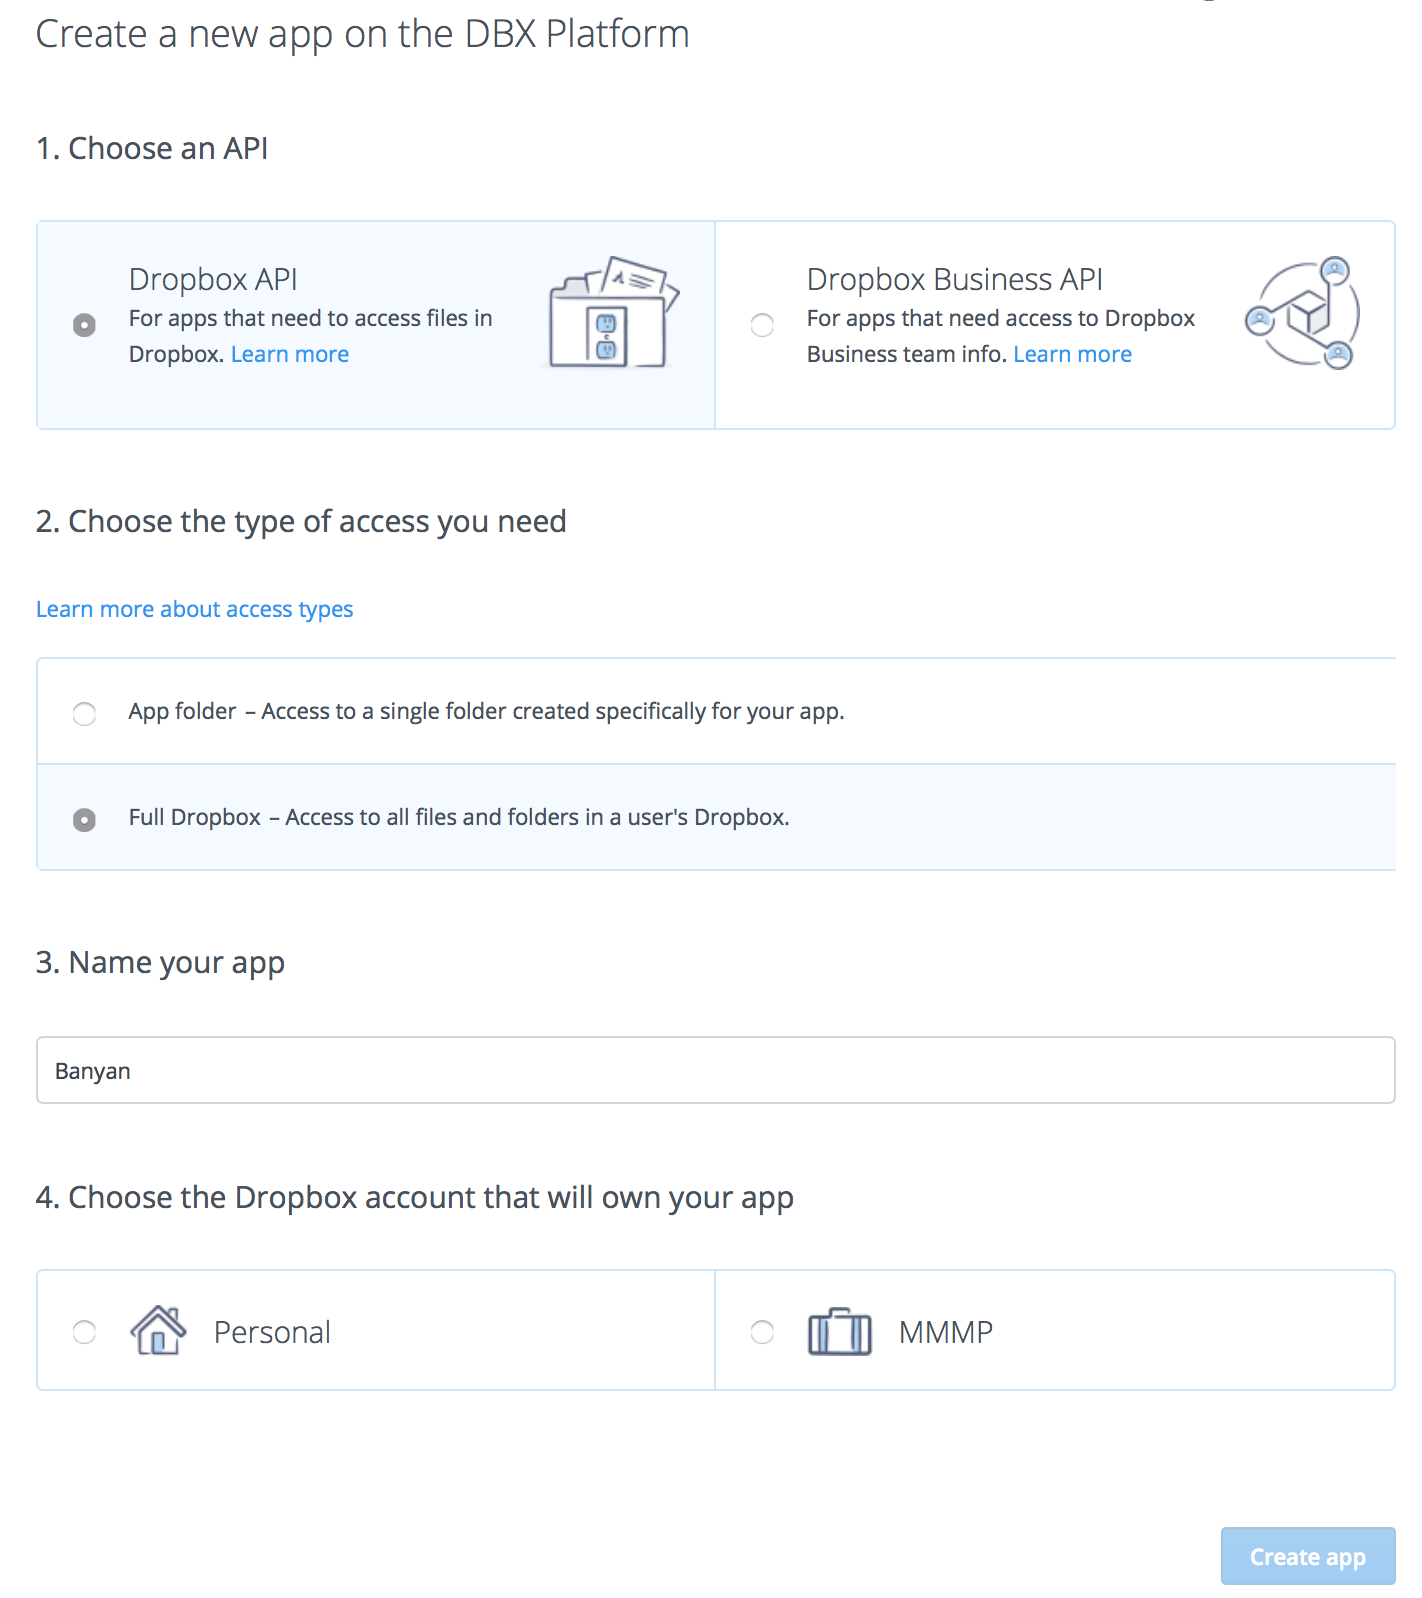 Create a new app on the DBX Platform
1. Choose an API
Dropbox API
For apps that need to access files in
Dropbox. Learn more
Dropbox Business API
For apps that need access to Dropbox
Business team info. Learn more
2. Choose the type of access you need
Learn more about access types
App folder – Access to a single folder created specifically for your app.
Full Dropbox – Access to all files and folders in a user's Dropbox.
3. Name your app
Banyan
4. Choose the Dropbox account that will own your app
Personal
MMMP
Create app